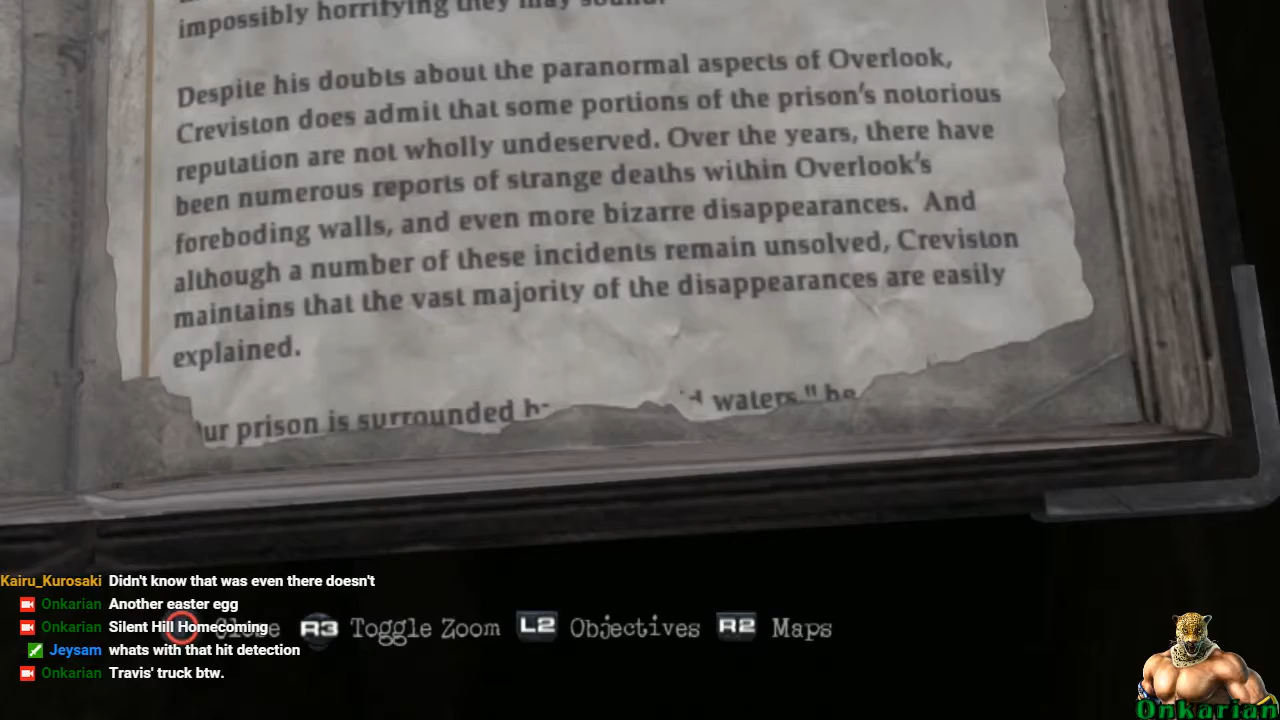 impossibly horrifying they may sound.
Despite his doubts about the paranormal aspects of Overlook,
Creviston does admit that some portions of the prison's notorious
reputation are not wholly undeserved. Over the years, there have
been numerous reports of strange deaths within Overlook's
foreboding walls, and even more bizarre disappearances. And
although a number of these incidents remain unsolved, Creviston
maintains that the vast majority of the disappearances are easily
explained.
ur prison is surrounded waters," he
Kairu_Kurosaki Didn't know that was even there doesn't
Onkarian Another easter egg
Onkarian Silent Hill Homecoming
Jeysam whats with that hit detection
Onkarian Travis' truck btw.
Close R3 Toggle Zoom L2 Objectives R2 Maps
Onkarian